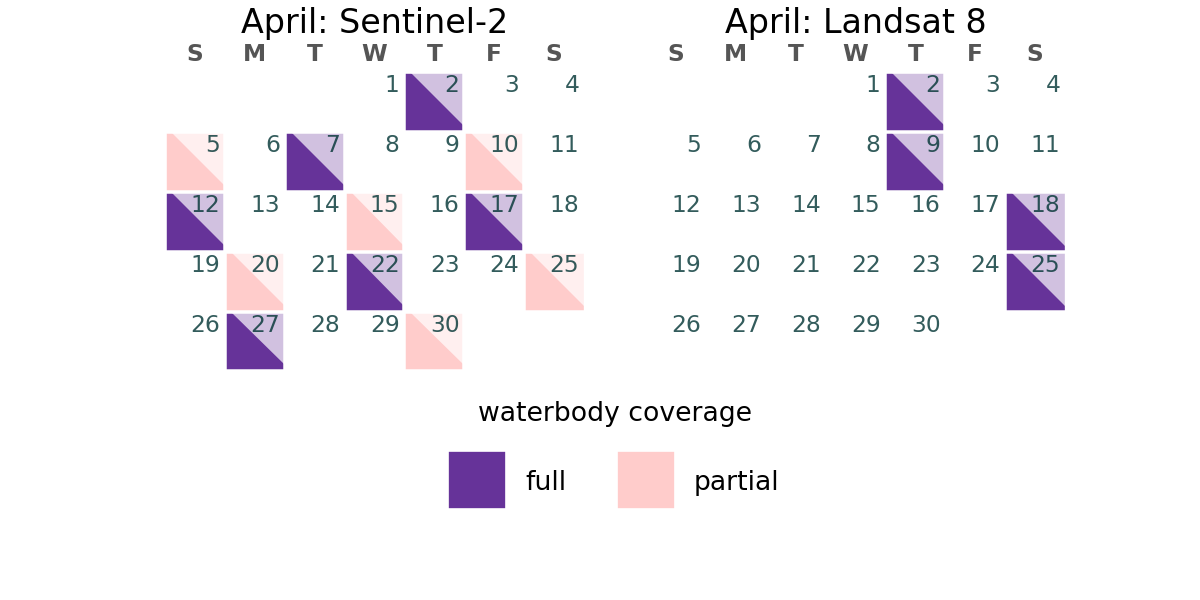 April: Sentinel-2
S M T W T F S
1 2 3 4
5 6 7 8 9 10 11
12 13 14 15 16 17 18
19 20 21 22 23 24 25
26 27 28 29 30
April: Landsat 8
S M T W T F S
1 2 3 4
5 6 7 8 9 10 11
12 13 14 15 16 17 18
19 20 21 22 23 24 25
26 27 28 29 30
waterbody coverage
full partial